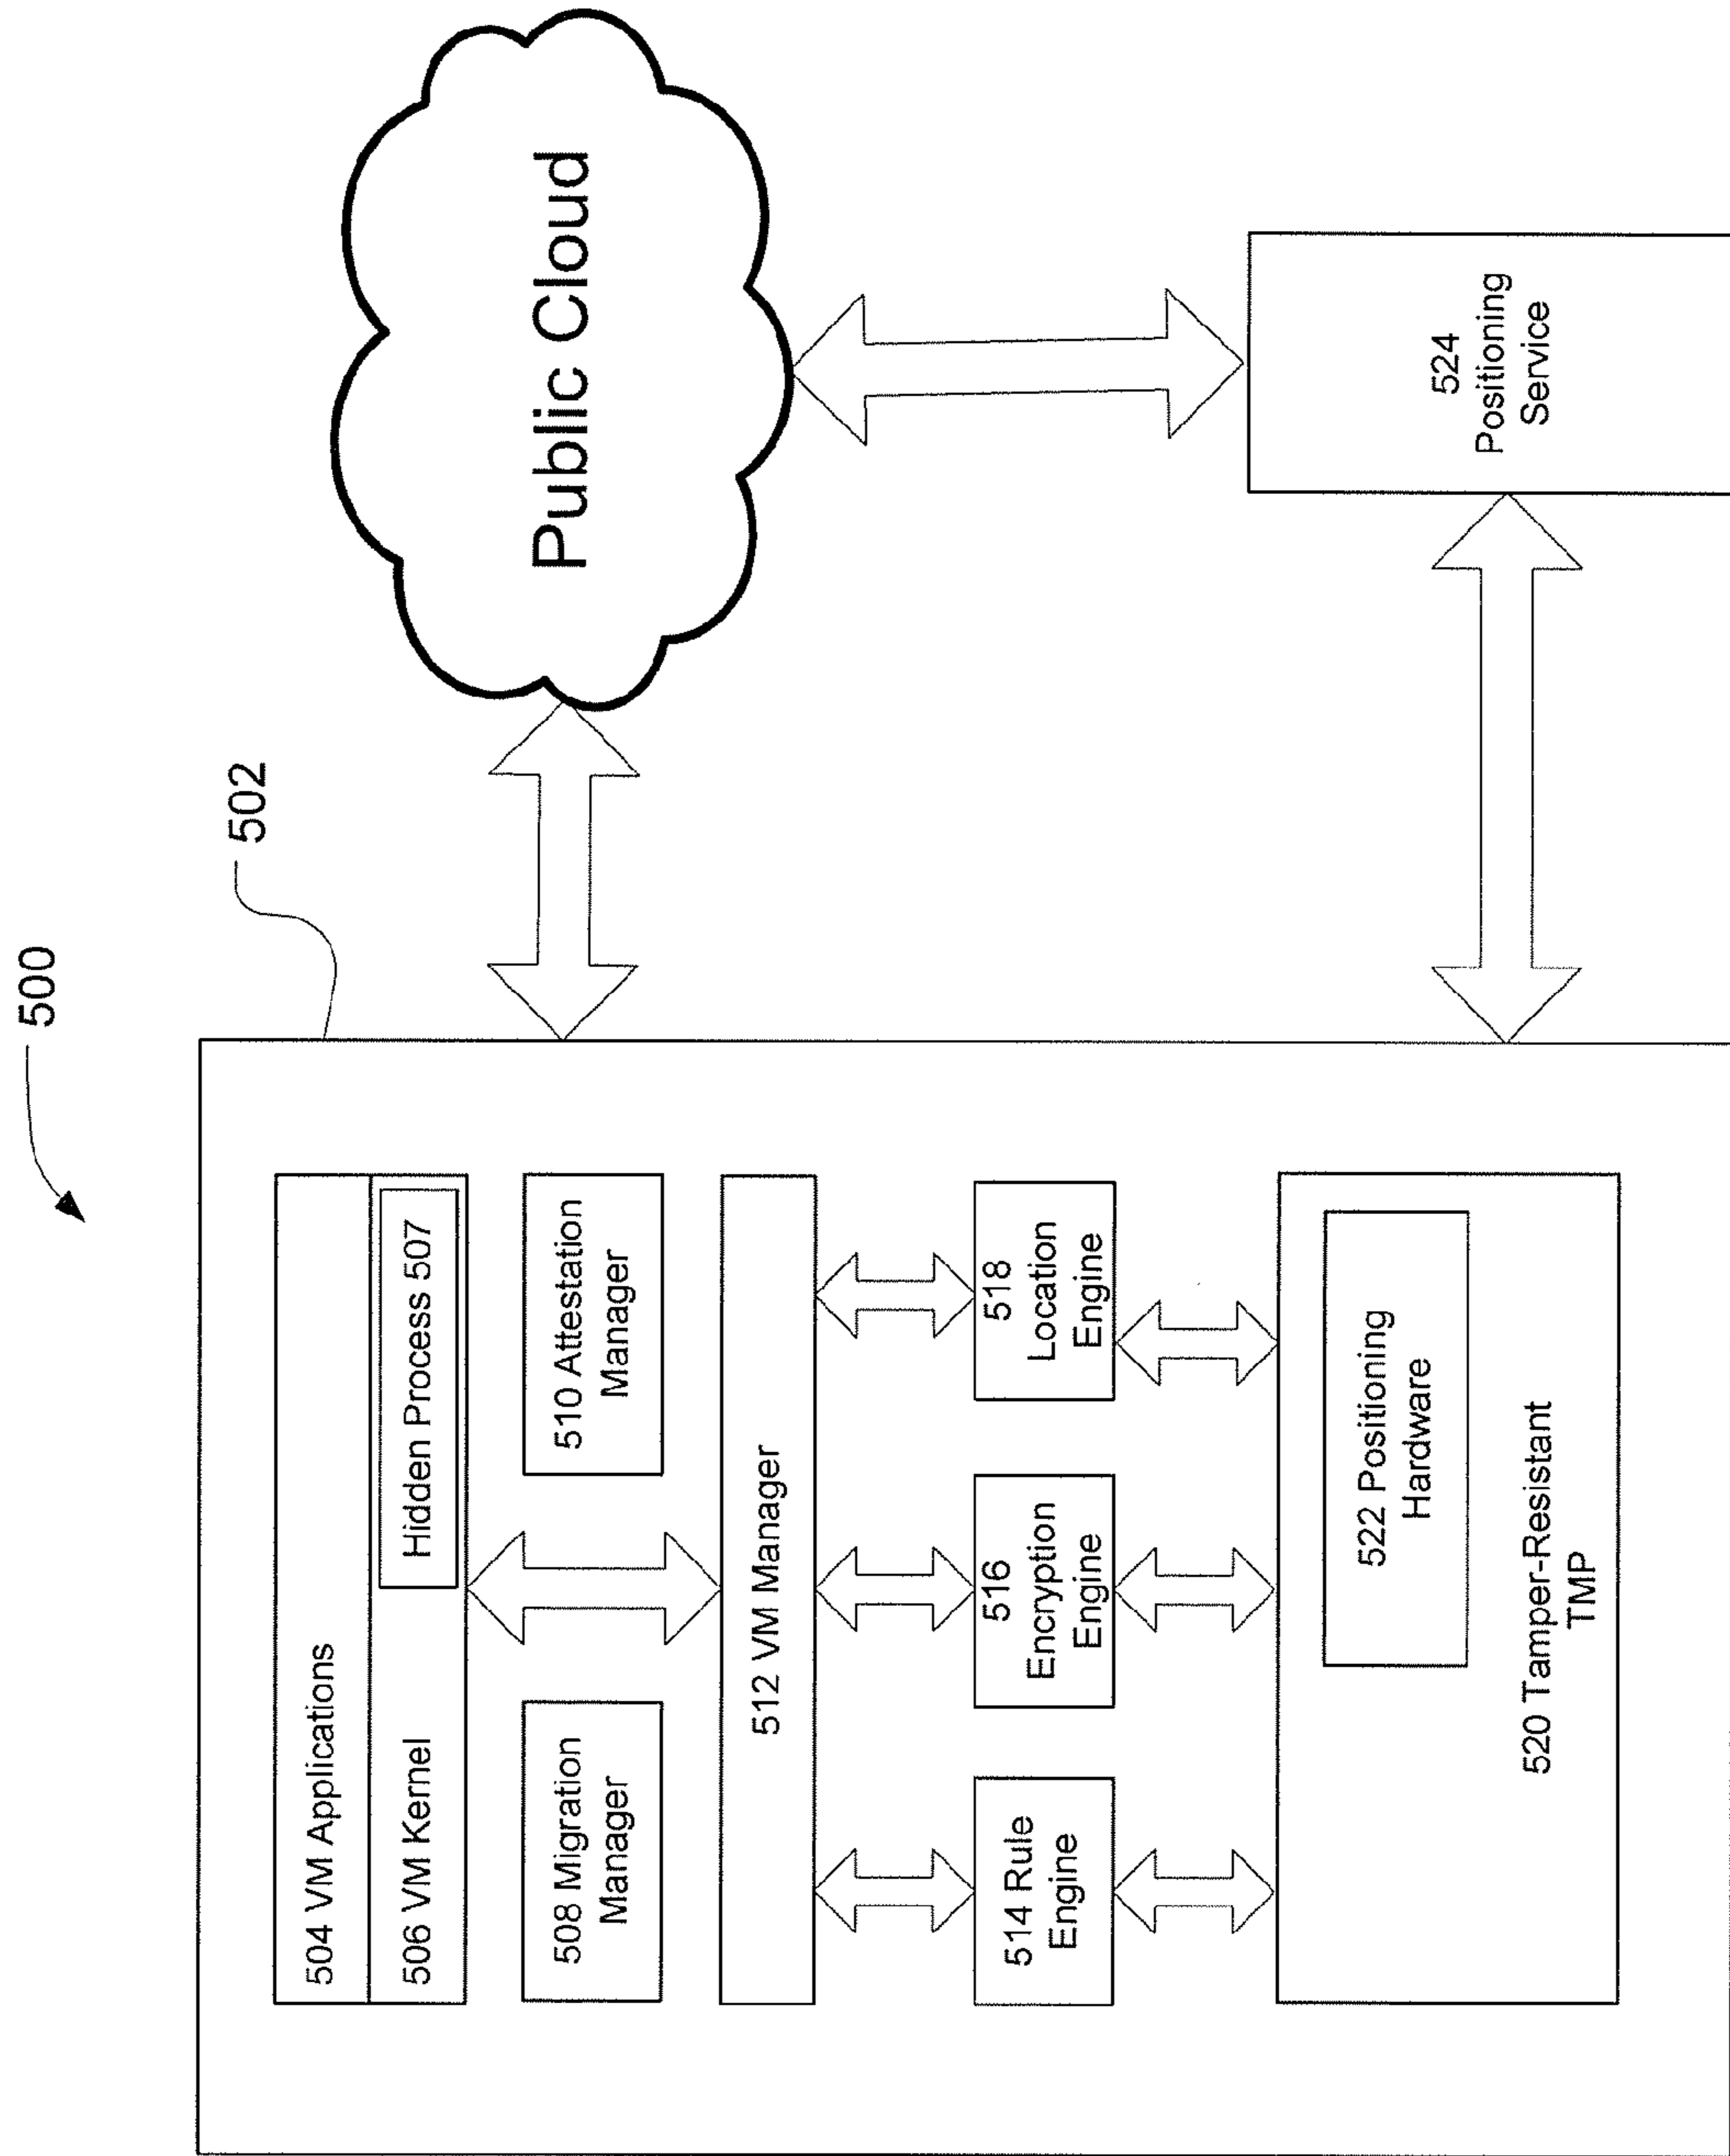 500
502
504 VM Applications
506 VM Kernel
Hidden Process 507
508 Migration
Manager
510 Attestation
Manager
512 VM Manager
514 Rule
Engine
516
Encryption
Engine
518
Location
Engine
522 Positioning
Hardware
520 Tamper-Resistant
TMP
Public Cloud
524
Positioning
Service